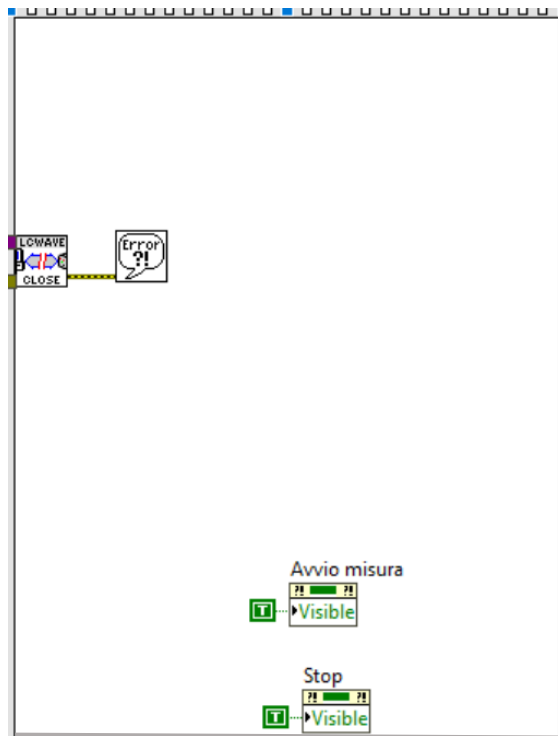 LCWAVE
CLOSE
Error
?!
Avvio misura
?! ?!
T
Visible
Stop
?! ?!
T
Visible